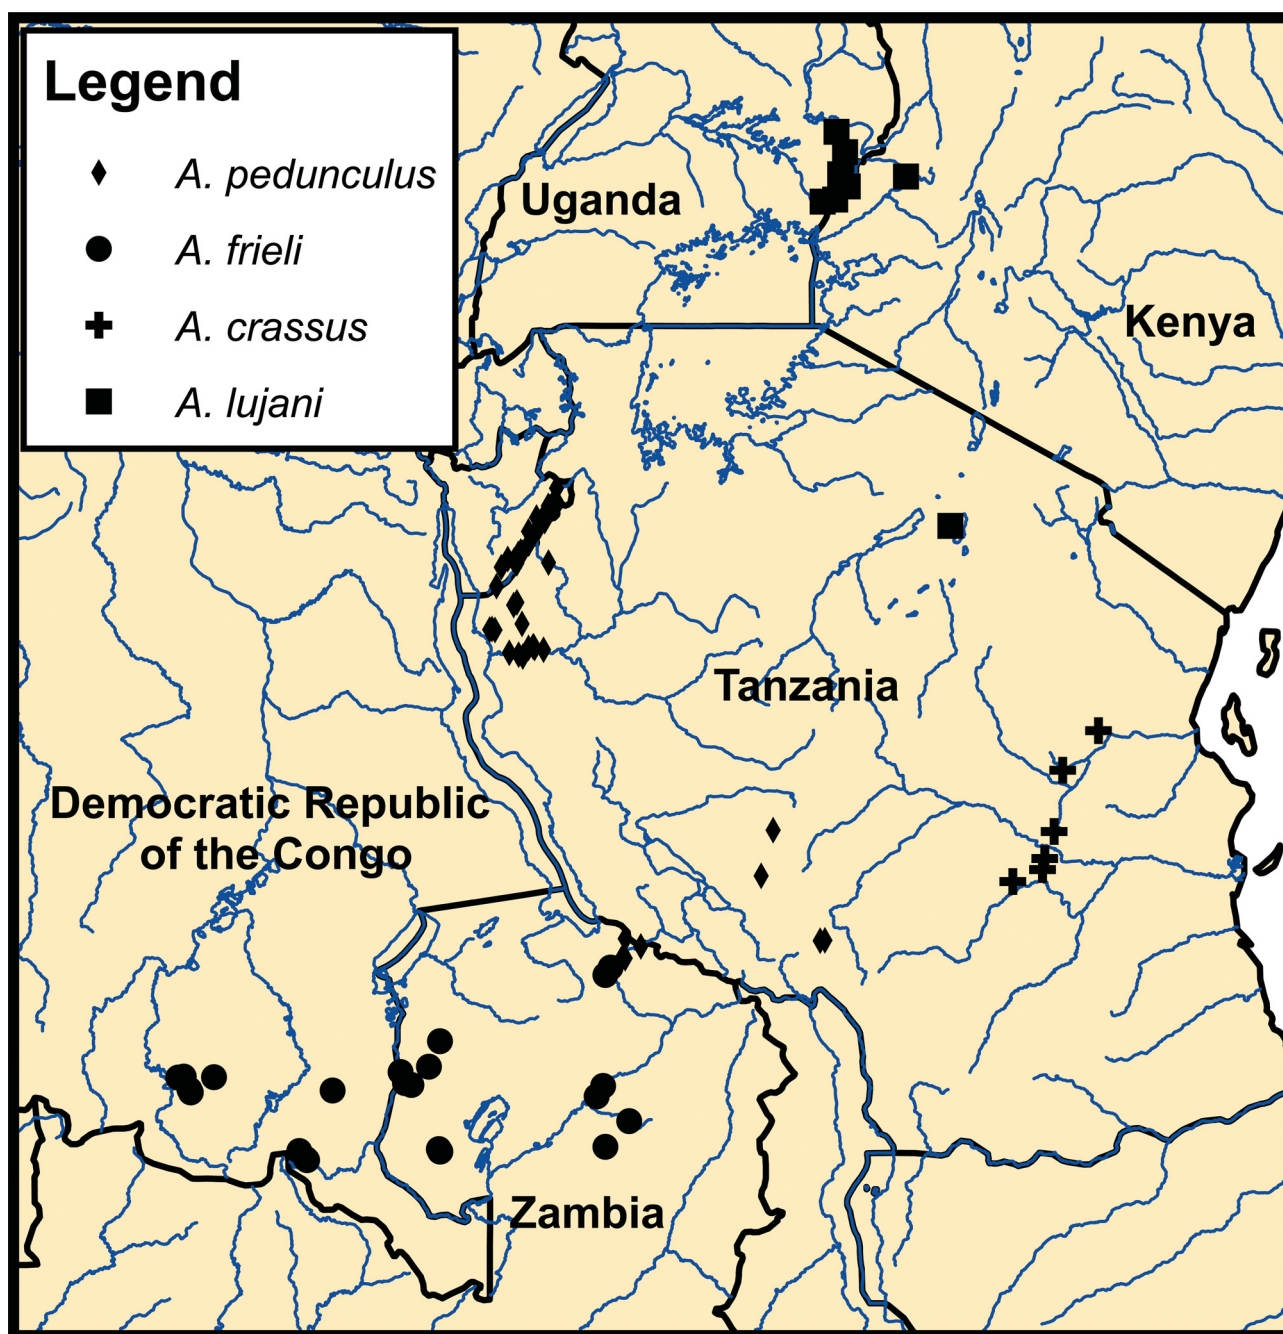 Legend
A. pedunculus
A. frieli
A. crassus
A. lujani
Uganda
Kenya
Tanzania
Democratic Republic
of the Congo
Zambia